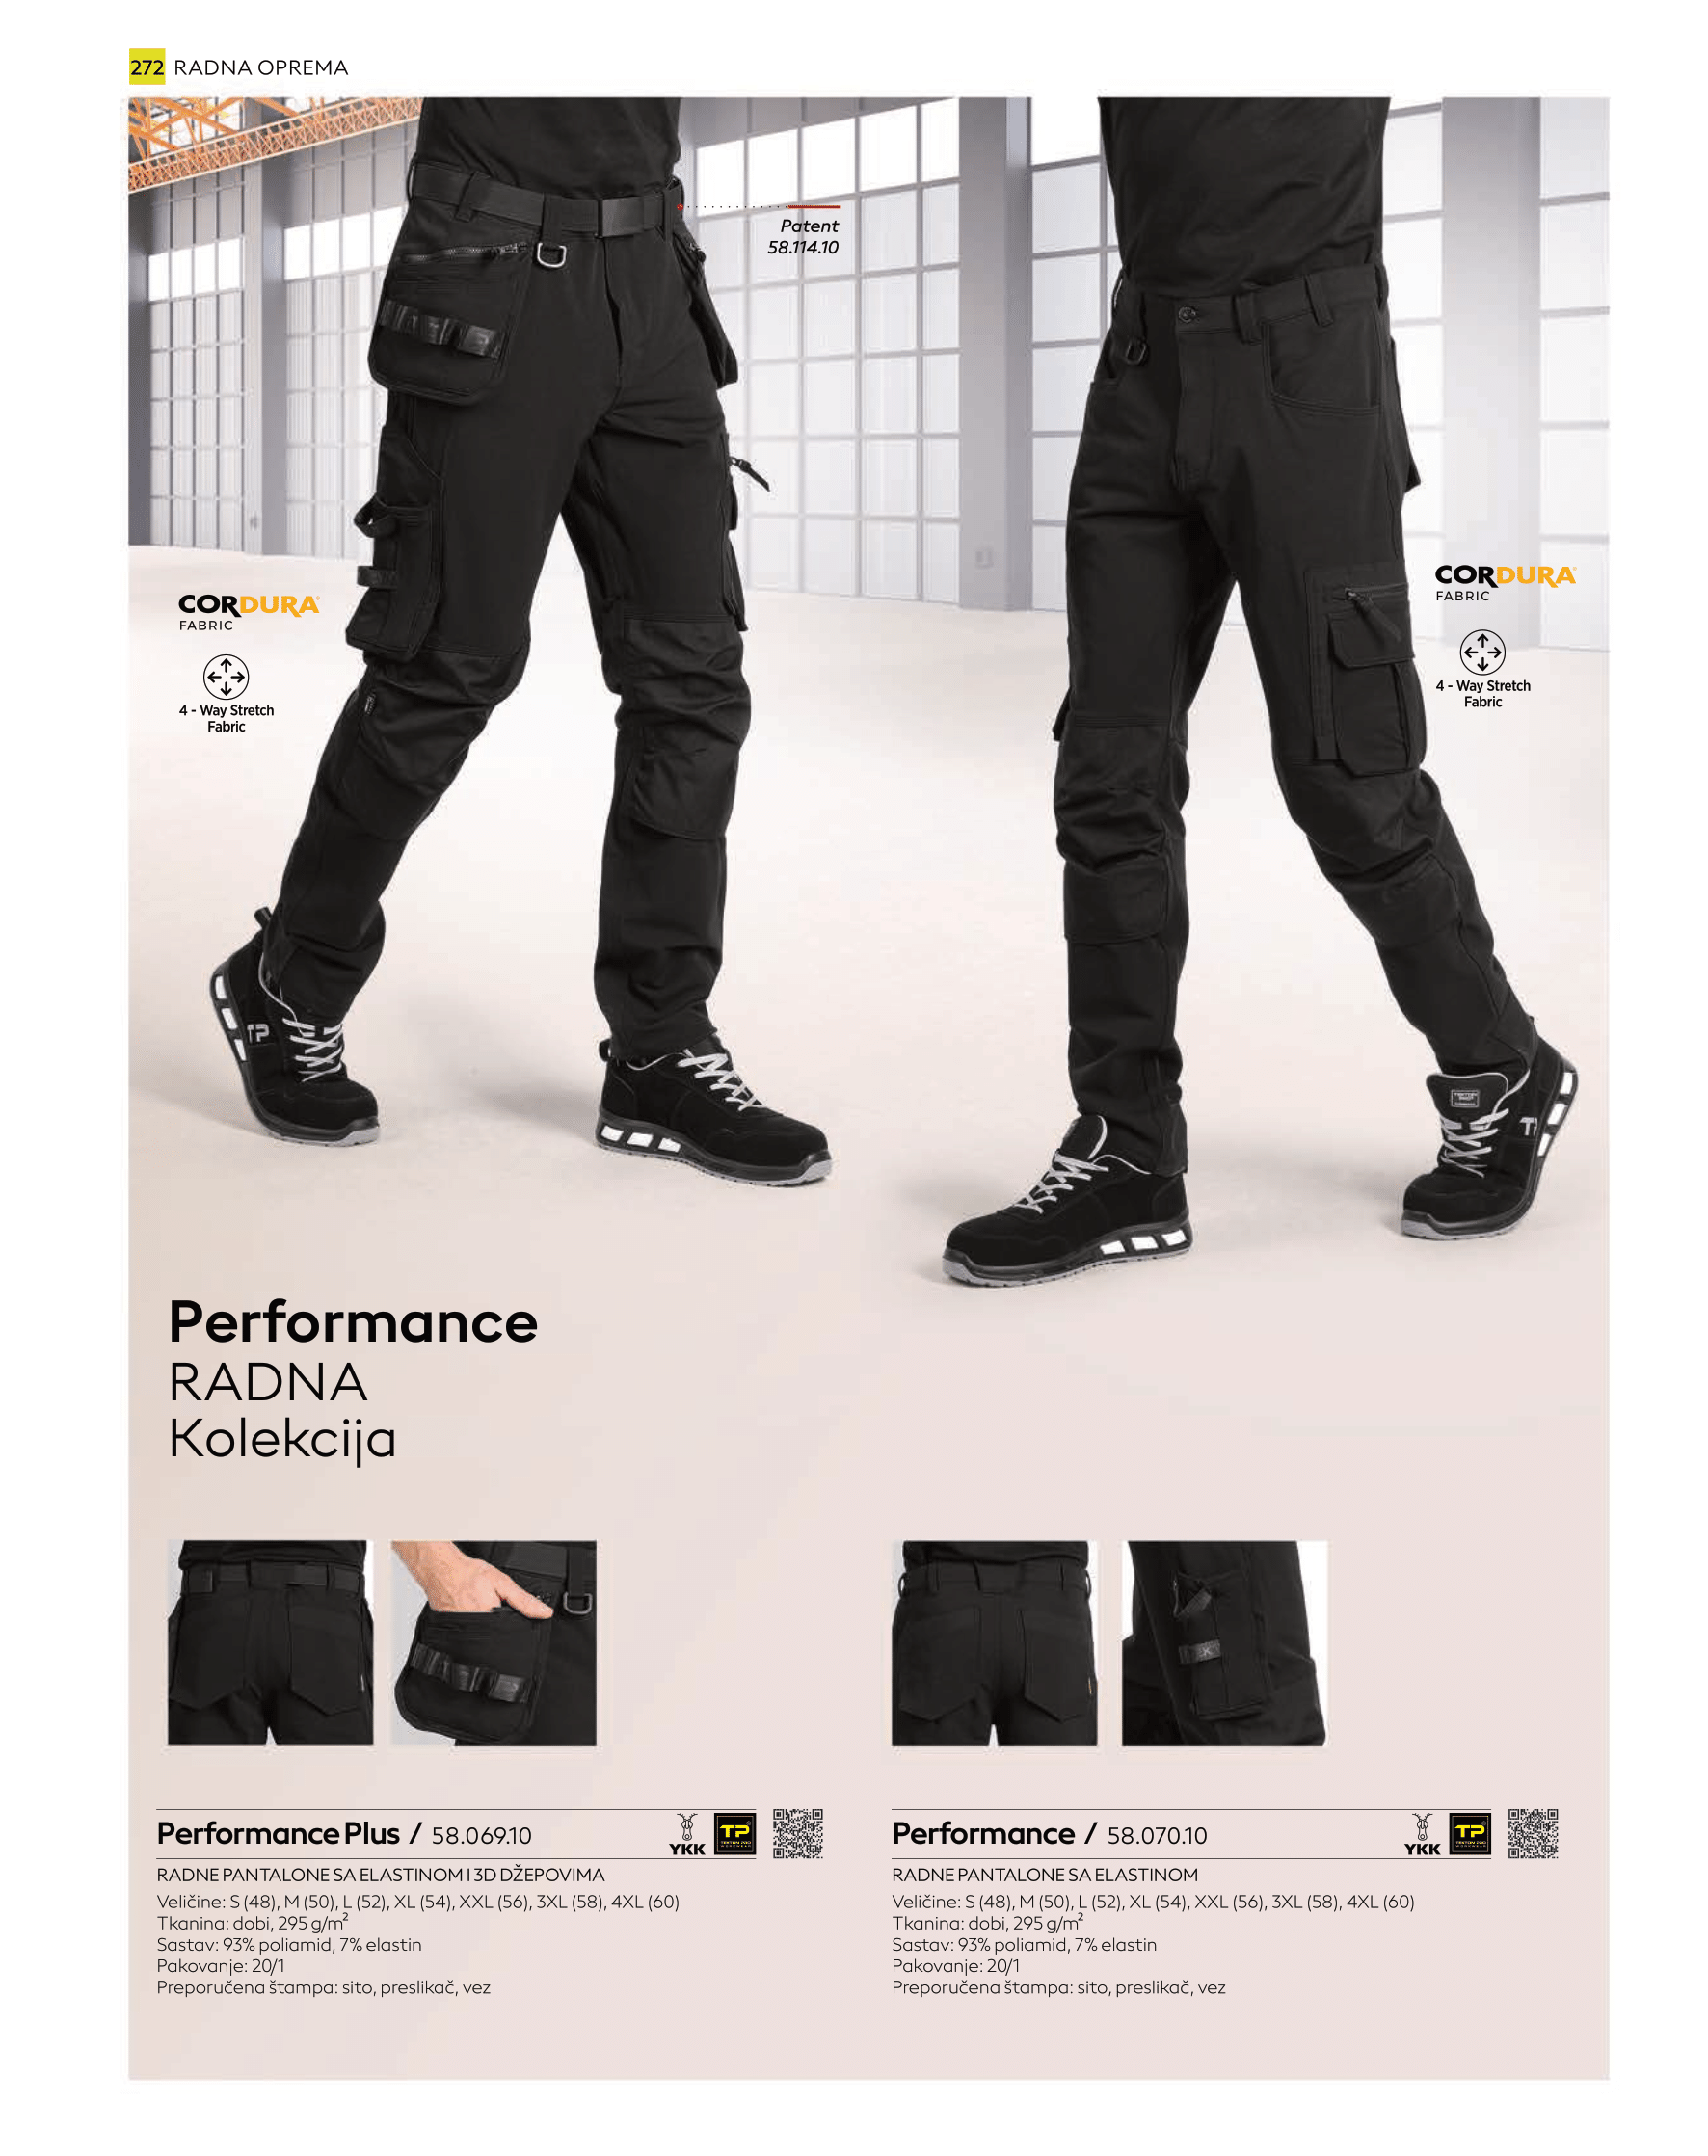 272 RADNA OPREMA
Patent
58.114.10
CORDURA
FABRIC
4 - Way Stretch
Fabric
CORDURA
FABRIC
4 - Way Stretch
Fabric
TP
Performance
RADNA
Kolekcija
Performance Plus / 58.069.10
YKK
TP
RADNE PANTALONE SA ELASTINOM I 3D DŽEPOVIMA
Veličine: S (48), M (50), L (52), XL (54), XXL (56), 3XL (58), 4XL (60)
Tkanina: dobi, 295 g/m²
Sastav: 93% poliamid, 7% elastin
Pakovanje: 20/1
Preporučena štampa: sito, preslikač, vez
Performance / 58.070.10
YKK
TP
RADNE PANTALONE SA ELASTINOM
Veličine: S (48), M (50), L (52), XL (54), XXL (56), 3XL (58), 4XL (60)
Tkanina: dobi, 295 g/m²
Sastav: 93% poliamid, 7% elastin
Pakovanje: 20/1
Preporučena štampa: sito, preslikač, vez